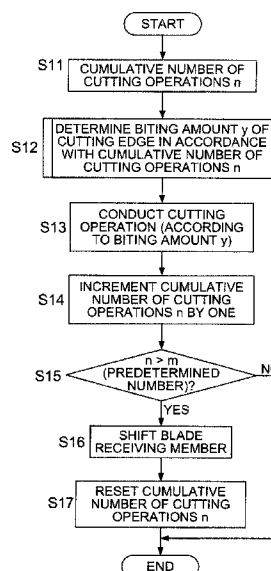 START
S11
CUMULATIVE NUMBER OF
CUTTING OPERATIONS n
S12
DETERMINE BITING AMOUNT y OF
CUTTING EDGE IN ACCORDANCE
WITH CUMULATIVE NUMBER OF
CUTTING OPERATIONS n
S13
CONDUCT CUTTING
OPERATION (ACCORDING
TO BITING AMOUNT y)
S14
INCREMENT CUMULATIVE
NUMBER OF CUTTING
OPERATIONS n BY ONE
S15
n > m
(PREDETERMINED
NUMBER)?
YES
S16
SHIFT BLADE
RECEIVING MEMBER
S17
RESET CUMULATIVE
NUMBER OF CUTTING
OPERATIONS n
END